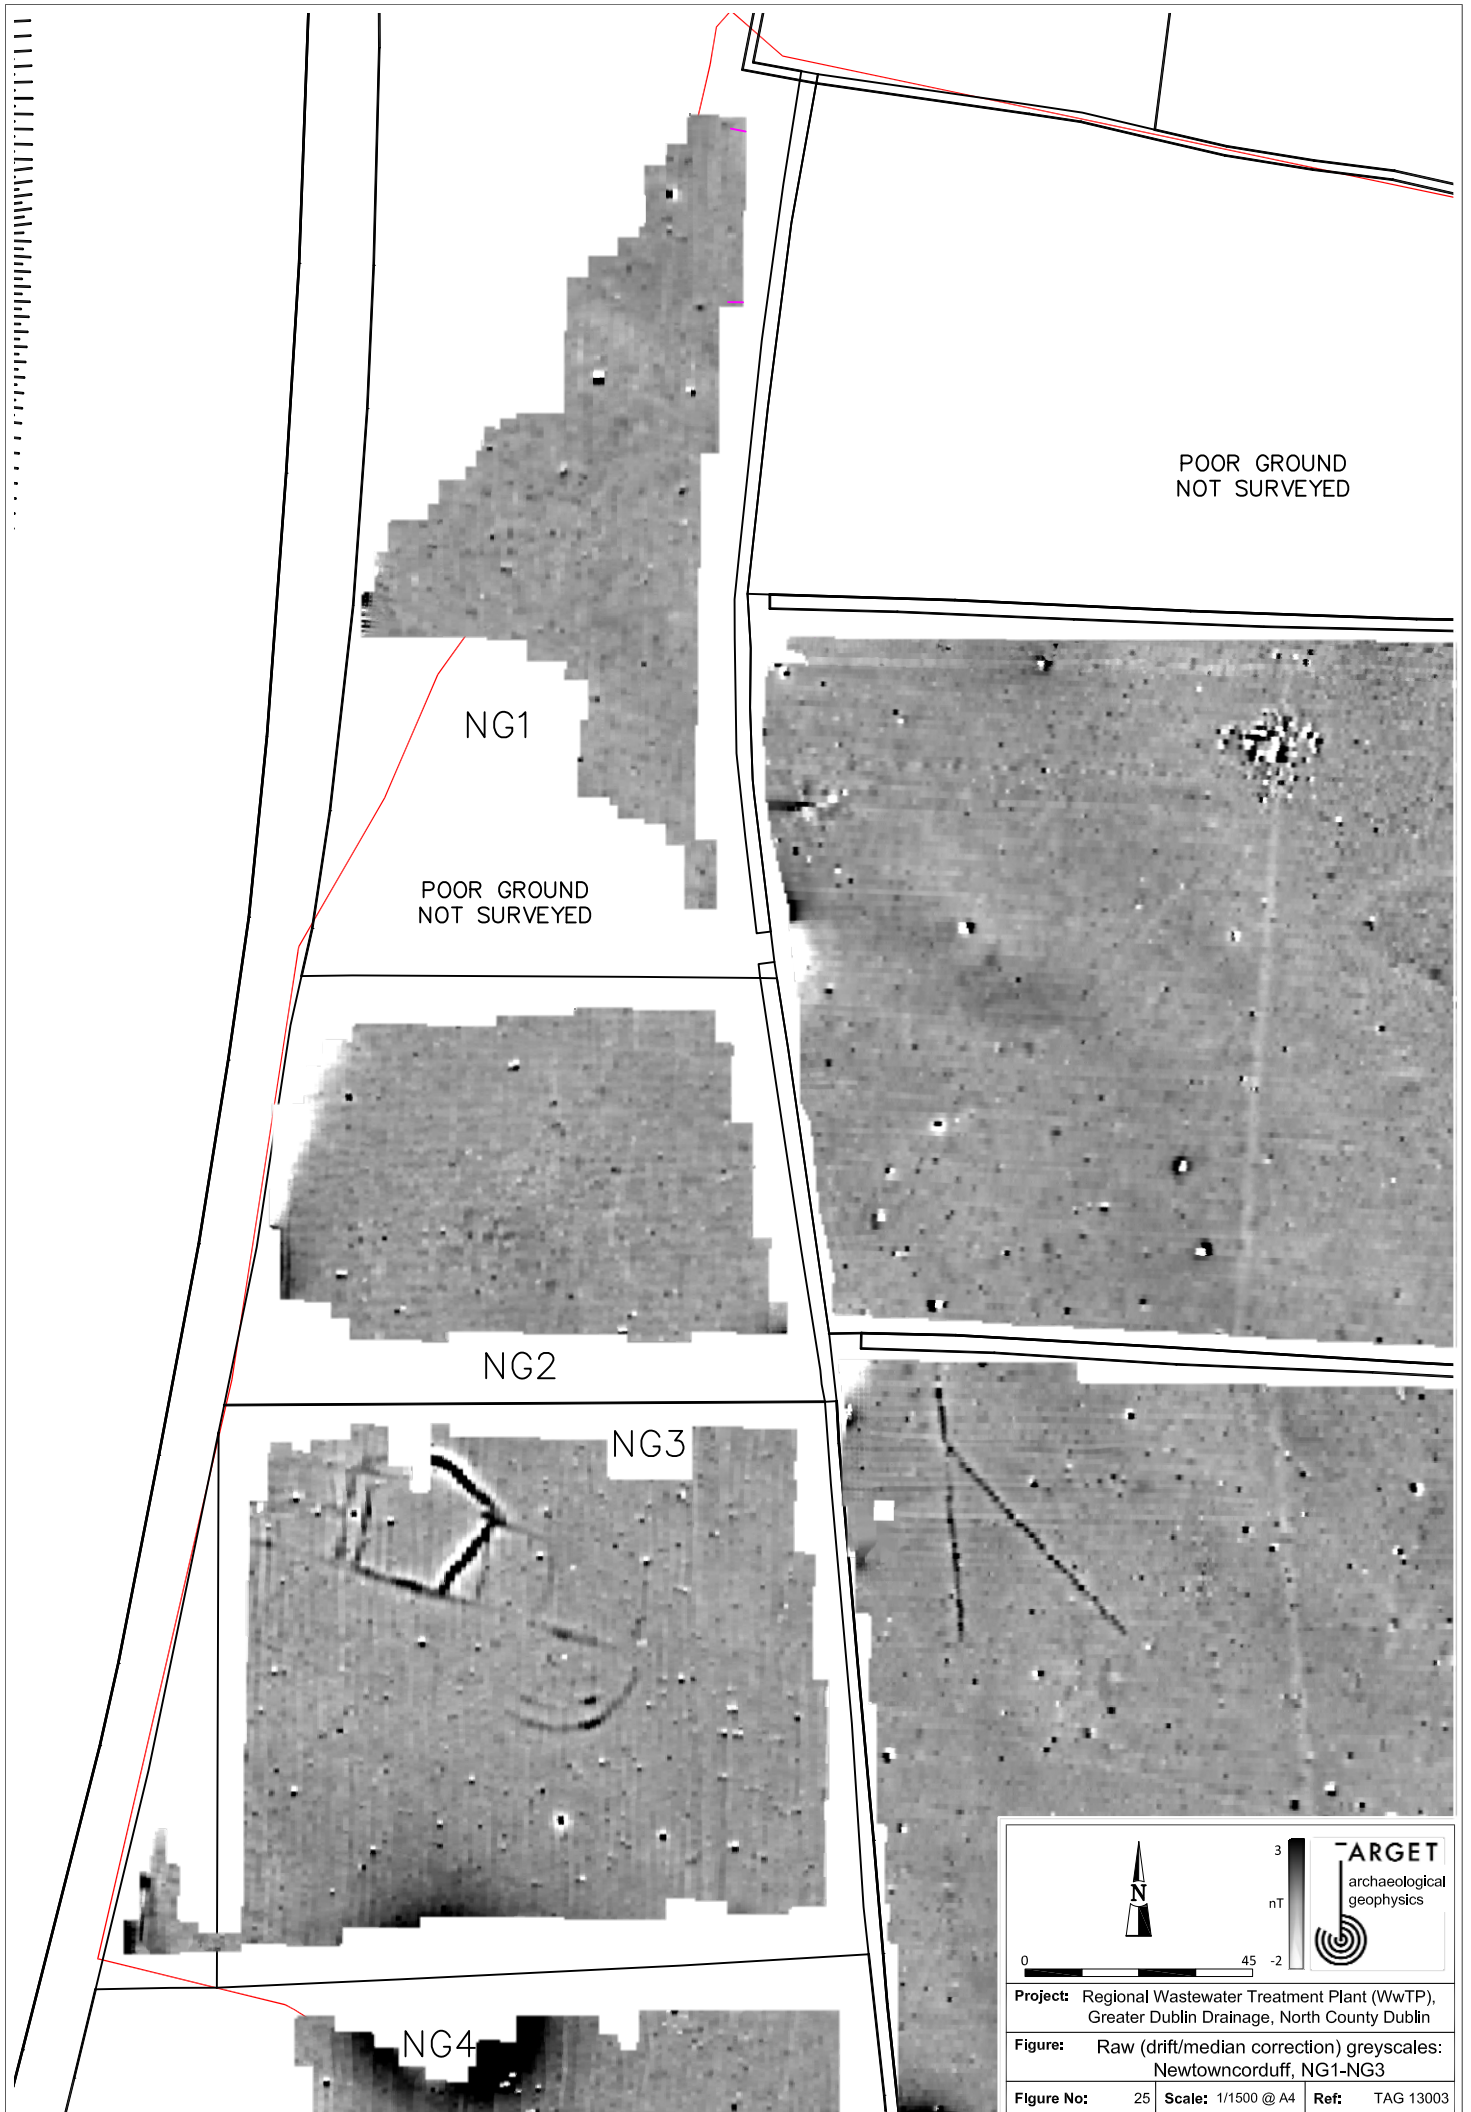 POOR GROUND
NOT SURVEYED
NG1
POOR GROUND
NOT SURVEYED
NG2
NG3
NG4
N
0 45
3
nT
-2
TARGET
archaeological
geophysics
Project: Regional Wastewater Treatment Plant (WwTP),
Greater Dublin Drainage, North County Dublin
Figure: Raw (drift/median correction) greyscales:
Newtowncorduff, NG1-NG3
Figure No: 25 Scale: 1/1500 @ A4 Ref: TAG 13003